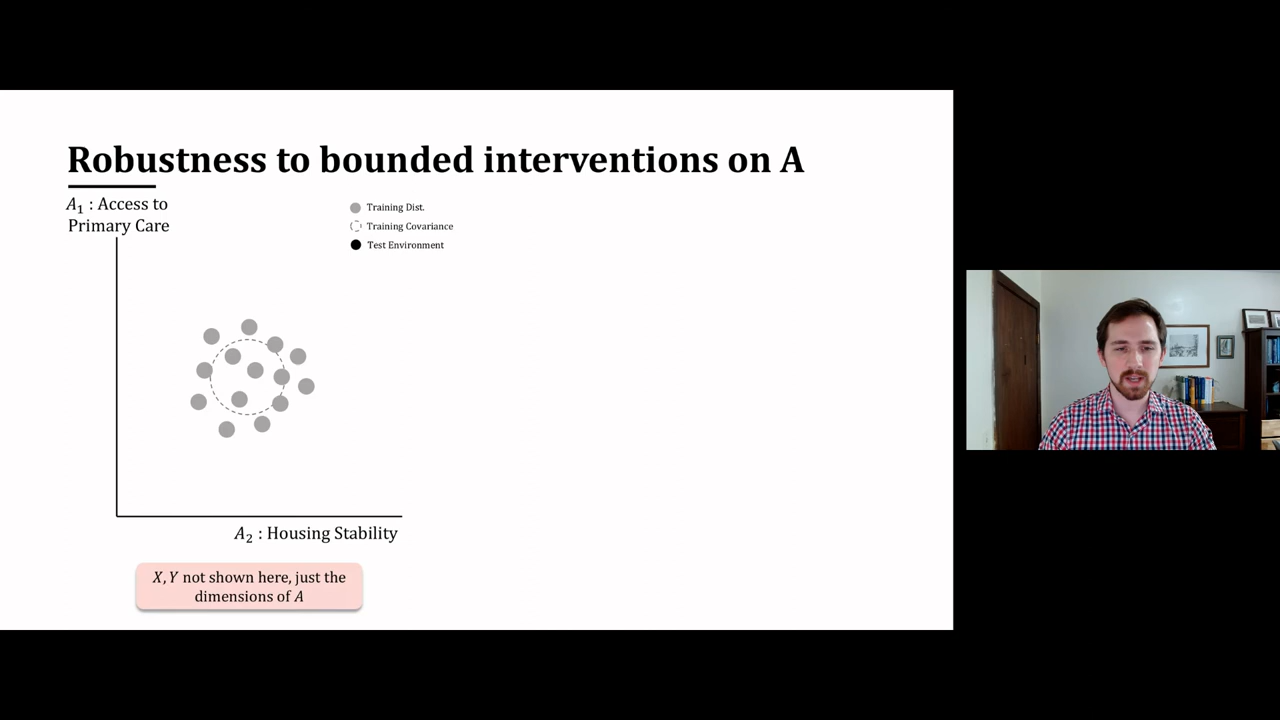 Robustness to bounded interventions on A
A₁ : Access to
Primary Care
Training Dist.
Training Covariance
Test Environment
A₂ : Housing Stability
X, Y not shown here, just the
dimensions of A